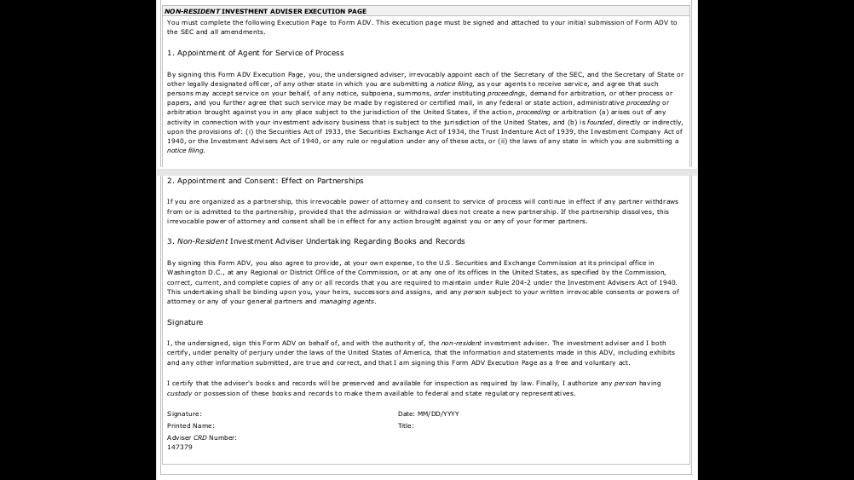 NON-RESIDENT INVESTMENT ADVISER EXECUTION PAGE
You must complete the following Execution Page to Form ADV. This execution page must be signed and attached to your initial submission of Form ADV to
the SEC and all amendments.
1. Appointment of Agent for Service of Process
By signing this Form ADV Execution Page, you, the undersigned adviser, irrevocably appoint each of the Secretary of the SEC, and the Secretary of State or
other legally designated officer, of any other state in which you are submitting a notice filing, as your agents to receive service, and agree that such
persons may accept service on your behalf, of any notice, subpoena, summons, order instituting proceedings, demand for arbitration, or other process or
papers, and you further agree that such service may be made by registered or certified mail, in any federal or state action, administrative proceeding or
arbitration brought against you in any place subject to the jurisdiction of the United States, if the action, proceeding or arbitration (a) arises out of any
activity in connection with your investment advisory business that is subject to the jurisdiction of the United States, and (b) is founded, directly or indirectly,
upon the provisions of: (i) the Securities Act of 1933, the Securities Exchange Act of 1934, the Trust Indenture Act of 1939, the Investment Company Act of
1940, or the Investment Advisers Act of 1940, or any rule or regulation under any of these acts, or (ii) the laws of any state in which you are submitting a
notice filing.
2. Appointment and Consent: Effect on Partnerships
If you are organized as a partnership, this irrevocable power of attorney and consent to service of process will continue in effect if any partner withdraws
from or is admitted to the partnership, provided that the admission or withdrawal does not create a new partnership. If the partnership dissolves, this
irrevocable power of attorney and consent shall be in effect for any action brought against you or any of your former partners.
3. Non-Resident Investment Adviser Undertaking Regarding Books and Records
By signing this Form ADV, you also agree to provide, at your own expense, to the U.S. Securities and Exchange Commission at its principal office in
Washington D.C., at any Regional or District Office of the Commission, or at any one of its offices in the United States, as specified by the Commission,
correct, current, and complete copies of any or all records that you are required to maintain under Rule 204-2 under the Investment Advisers Act of 1940.
This undertaking shall be binding upon you, your heirs, successors and assigns, and any person subject to your written irrevocable consents or powers of
attorney or any of your general partners and managing agents.
Signature
I, the undersigned, sign this Form ADV on behalf of, and with the authority of, the non-resident investment adviser. The investment adviser and I both
certify, under penalty of perjury under the laws of the United States of America, that the information and statements made in this ADV, including exhibits
and any other information submitted, are true and correct, and that I am signing this Form ADV Execution Page as a free and voluntary act.
I certify that the adviser's books and records will be preserved and available for inspection as required by law. Finally, I authorize any person having
custody or possession of these books and records to make them available to federal and state regulatory representatives.
Signature: Date: MM/DD/YYYY
Printed Name: Title:
Adviser CRD Number:
147379